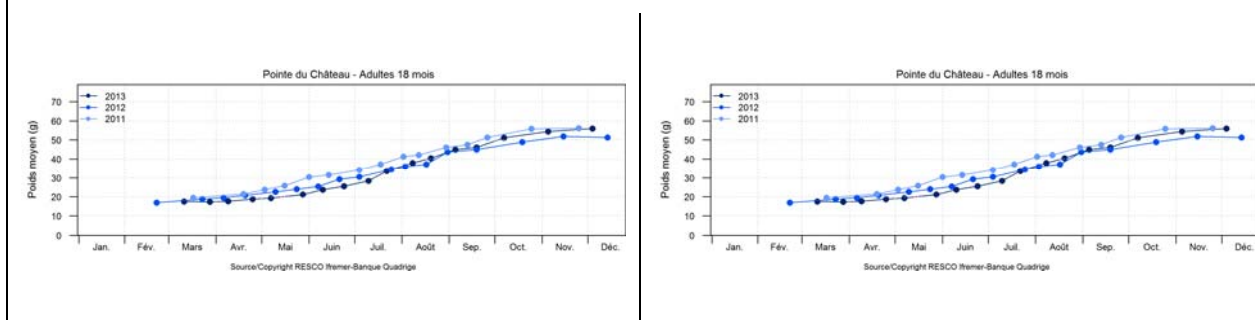 Pointe du Château - Adultes 18 mois
2013
2012
2011
Poids moyen (g)
70
60
50
40
30
20
10
0
Jan. Fév. Mars Avr. Mai Juin Juil. Août Sep. Oct. Nov. Déc.
Source/Copyright RESCO Ifremer-Banque Quadrige
Pointe du Château - Adultes 18 mois
2013
2012
2011
Poids moyen (g)
70
60
50
40
30
20
10
0
Jan. Fév. Mars Avr. Mai Juin Juil. Août Sep. Oct. Nov. Déc.
Source/Copyright RESCO Ifremer-Banque Quadrige